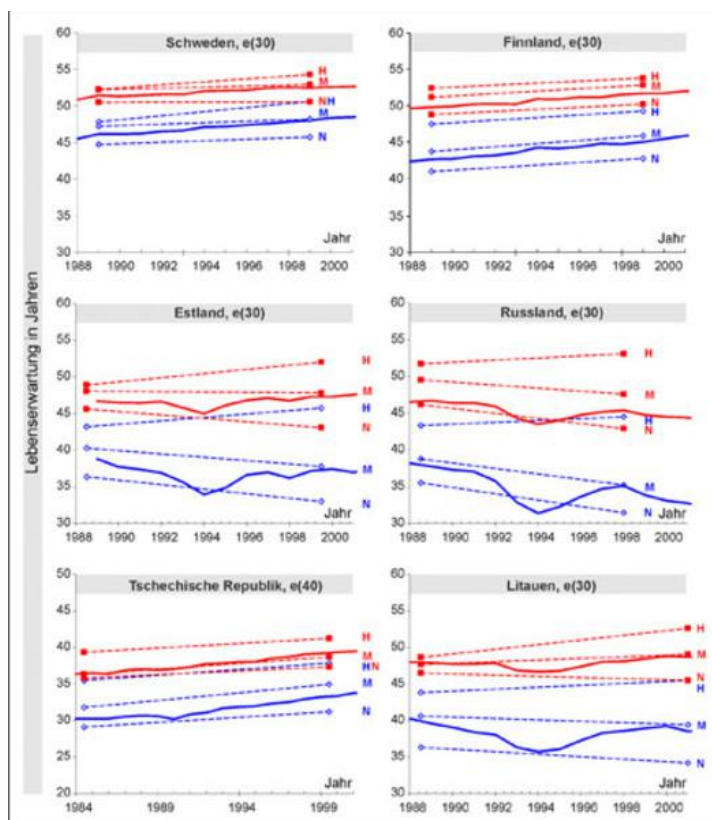 Lebenserwartung in Jahren
Schweden, e(30)
60
55
50
45
40
35
30
H
M
N H
M
N
Jahr
1988 1990 1992 1994 1996 1998 2000
Finnland, e(30)
60
55
50
45
40
35
30
H
M
N
H
M
N
Jahr
1988 1990 1992 1994 1996 1998 2000
Estland, e(30)
60
55
50
45
40
35
30
H
M
H
N
M
N
Jahr
1988 1990 1992 1994 1996 1998 2000
Russland, e(30)
60
55
50
45
40
35
30
H
M
H
N
M
N
Jahr
1988 1990 1992 1994 1996 1998 2000
Tschechische Republik, e(40)
50
45
40
35
30
25
20
H
M
H N
M
N
Jahr
1984 1989 1994 1999
Litauen, e(30)
60
55
50
45
40
35
30
H
M
N
H
M
N
Jahr
1988 1990 1992 1994 1996 1998 2000